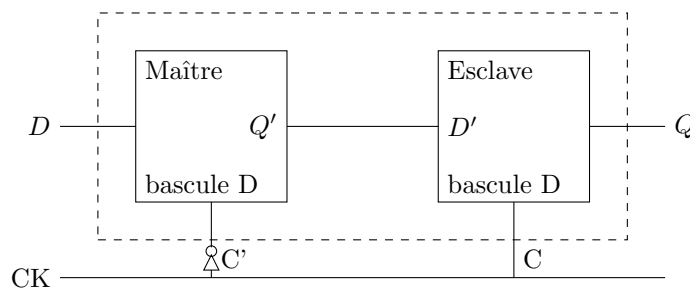 Maître
Esclave
D
Q′
D′
Q
bascule D
bascule D
C'
C
CK